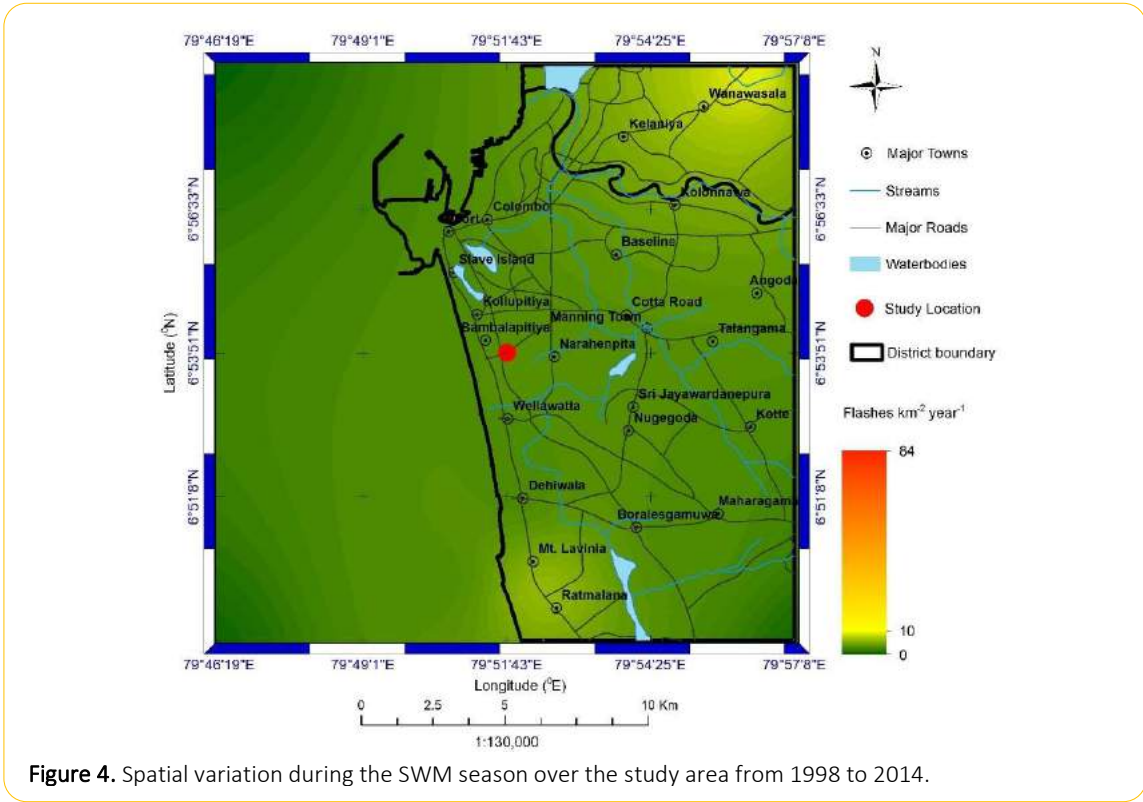 79°46'19"E 79°49'1"E 79°51'43"E 79°54'25"E 79°57'8"E
N
Wanawasala
Kelaniya
Major Towns
Streams
Kolonnawa
6°56'33"N
6°56'33"N
Colombo
Major Roads
Fort
Baseline
Slave Island
Waterbodies
Angoda
Kollupitiya
Cotta Road
Study Location
Manning Town
Bambalapitiya
Talangama
Narahenpita
6°53'51"N
6°53'51"N
District boundary
Latitude (⁰N)
Sri Jayawardanepura
Wellawatta
Nugegoda
Kotte
Flashes km⁻² year⁻¹
84
Dehiwala
Maharagama
6°51'8"N
6°51'8"N
Boralesgamuwa
Mt. Lavinia
Ratmalana
10
0
79°46'19"E 79°49'1"E 79°51'43"E 79°54'25"E 79°57'8"E
Longitude (⁰E)
0 2.5 5 10 Km
1:130,000
Figure 4. Spatial variation during the SWM season over the study area from 1998 to 2014.